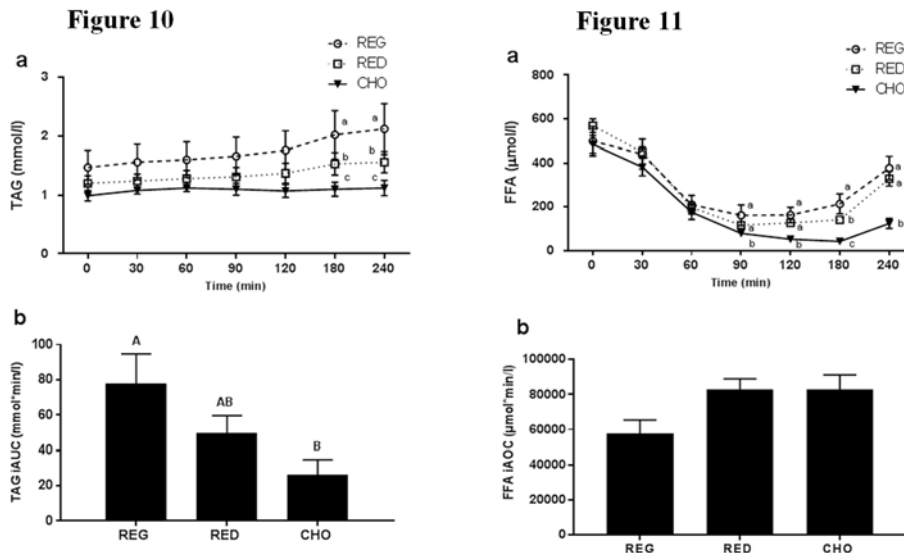 Figure 10
a
REG
RED
CHO
TAG (mmol/l)
3
2
1
0
a
a
b
b
c
c
0 30 60 90 120 180 240
Time (min)
b
TAG iAUC (mmol*min/l)
100
80
60
40
20
0
A
AB
B
REG RED CHO
Figure 11
a
REG
RED
CHO
FFA (µmol/l)
800
600
400
200
0
a
a
a
a
a
a
b
a
b
b
c
b
0 30 60 90 120 180 240
Time (min)
b
FFA iAOC (µmol*min/l)
100000
80000
60000
40000
20000
0
REG RED CHO